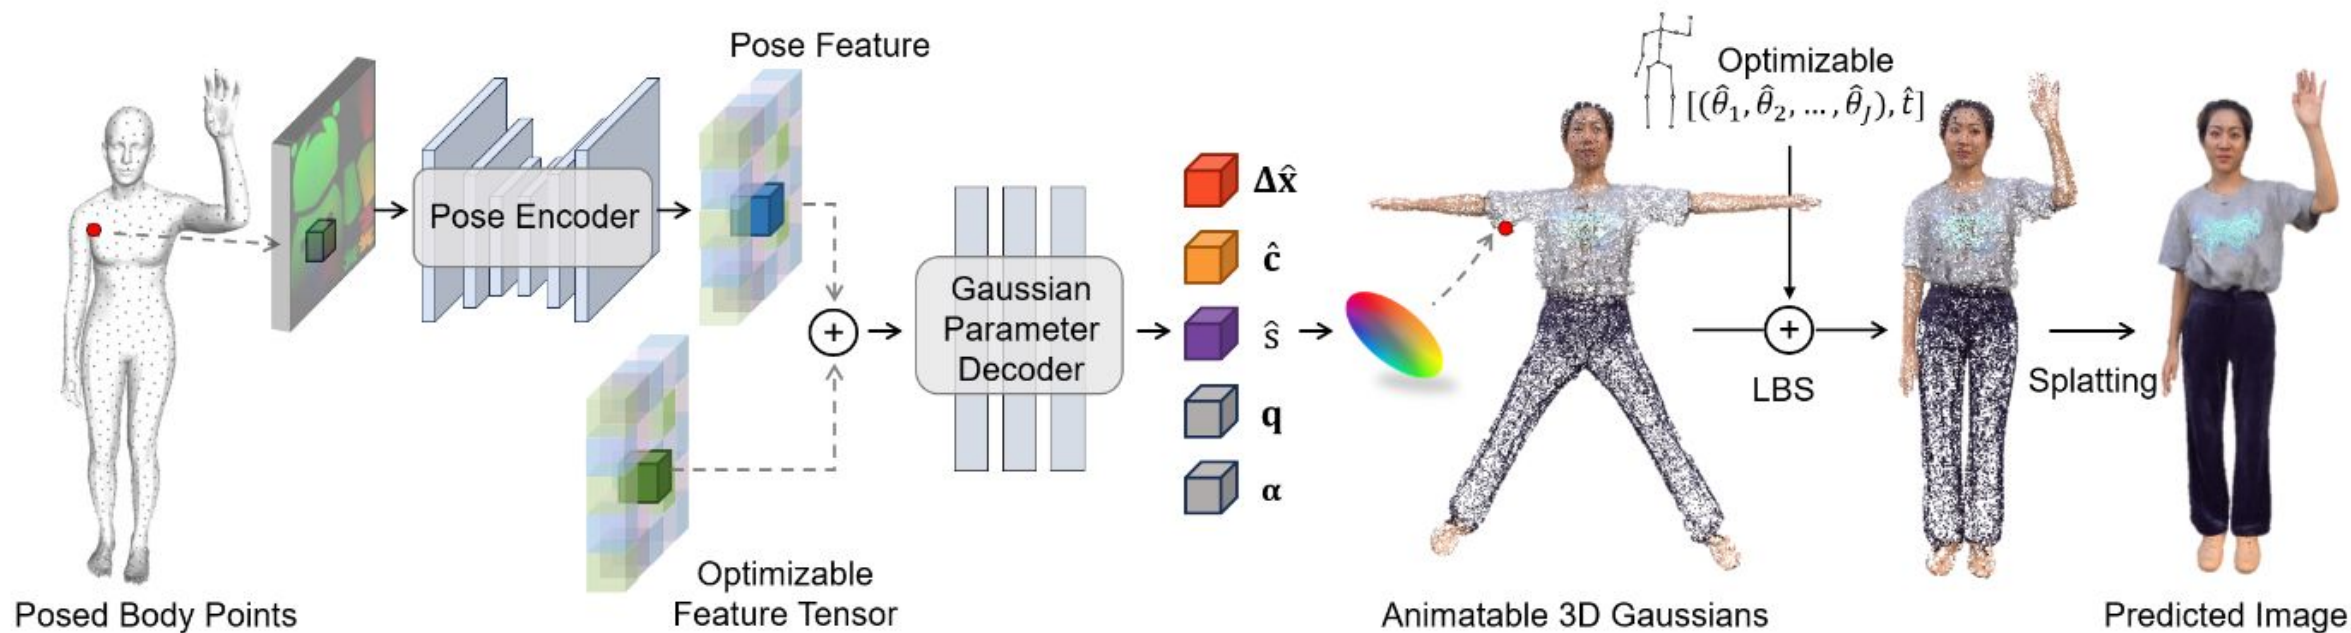 Pose Feature
Pose Encoder
Posed Body Points
Optimizable
Feature Tensor
+
Gaussian
Parameter
Decoder
Δx̂
ĉ
ŝ
q
α
Optimizable
[(θ̂₁, θ̂₂, …, θ̂_J), t̂]
Animatable 3D Gaussians
+
LBS
Splatting
Predicted Image